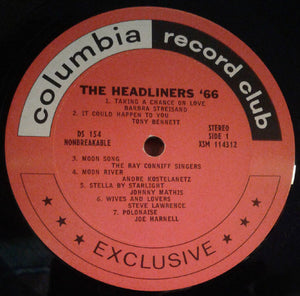 columbia record club
THE HEADLINERS '66
1. TAKING A CHANCE ON LOVE
BARBRA STREISAND
2. IT COULD HAPPEN TO YOU
TONY BENNETT
DS 154
NONBREAKABLE
STEREO
SIDE 1
XSM 114312
3. MOON SONG
THE RAY CONNIFF SINGERS
4. MOON RIVER
ANDRE KOSTELANETZ
5. STELLA BY STARLIGHT
JOHNNY MATHIS
6. WIVES AND LOVERS
STEVE LAWRENCE
7. POLONAISE
JOE HARNELL
EXCLUSIVE